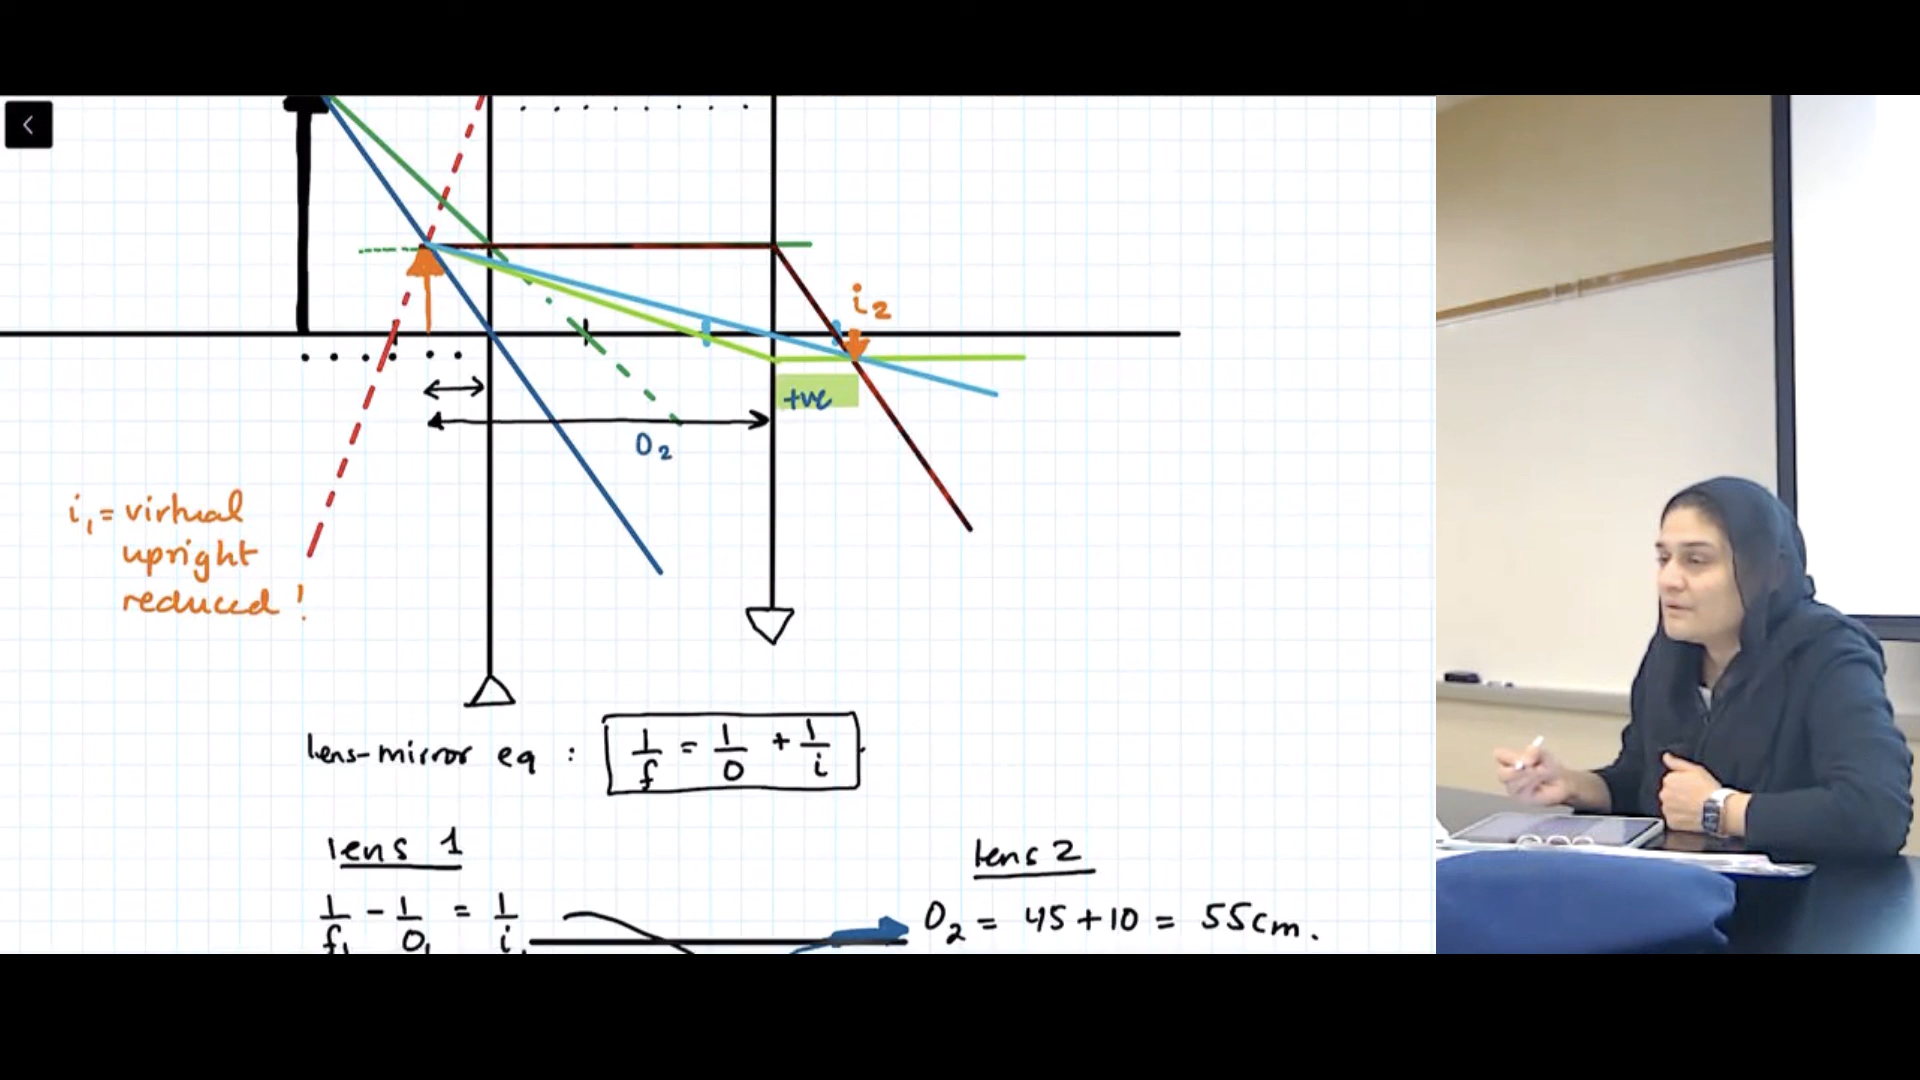 i₂
+ve
O₂
i₁ = virtual
upright
reduced !
lens-mirror eq : 1/f = 1/o + 1/i
lens 1
lens 2
1/f₁ - 1/O₁ = 1/i₁
O₂ = 45 + 10 = 55cm.